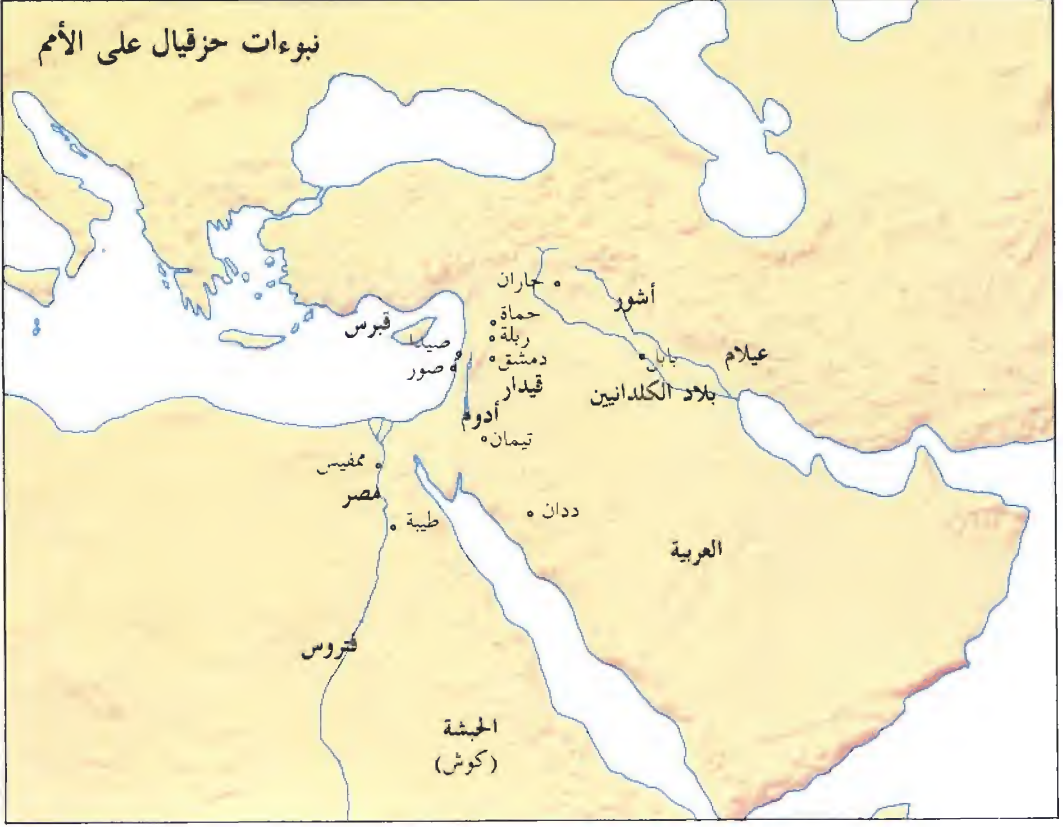 نبوءات حزقيال على الأمم
حاران
أشور
حماة
قبرس
ربلة
صيدا
دمشق
بابل
عيلام
صور
قيدار
بلاد الكلدانيين
أدوم
تيمان
ممفيس
مصر
ددان
طيبة
العربية
فتروس
الحبشة
(كوش)